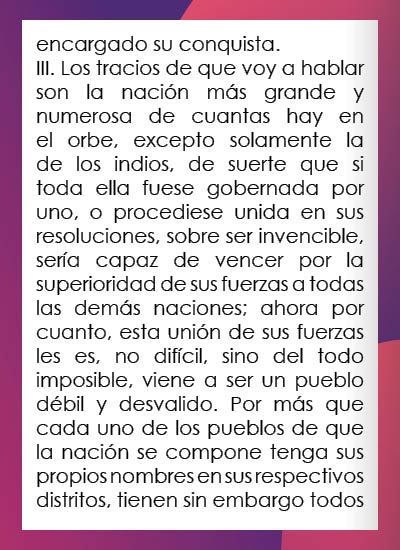 encargado su conquista.
III. Los tracios de que voy a hablar
son la nación más grande y
numerosa de cuantas hay en
el orbe, excepto solamente la
de los indios, de suerte que si
toda ella fuese gobernada por
uno, o procediese unida en sus
resoluciones, sobre ser invencible,
sería capaz de vencer por la
superioridad de sus fuerzas a todas
las demás naciones; ahora por
cuanto, esta unión de sus fuerzas
les es, no difícil, sino del todo
imposible, viene a ser un pueblo
débil y desvalido. Por más que
cada uno de los pueblos de que
la nación se compone tenga sus
propios nombres en sus respectivos
distritos, tienen sin embargo todos